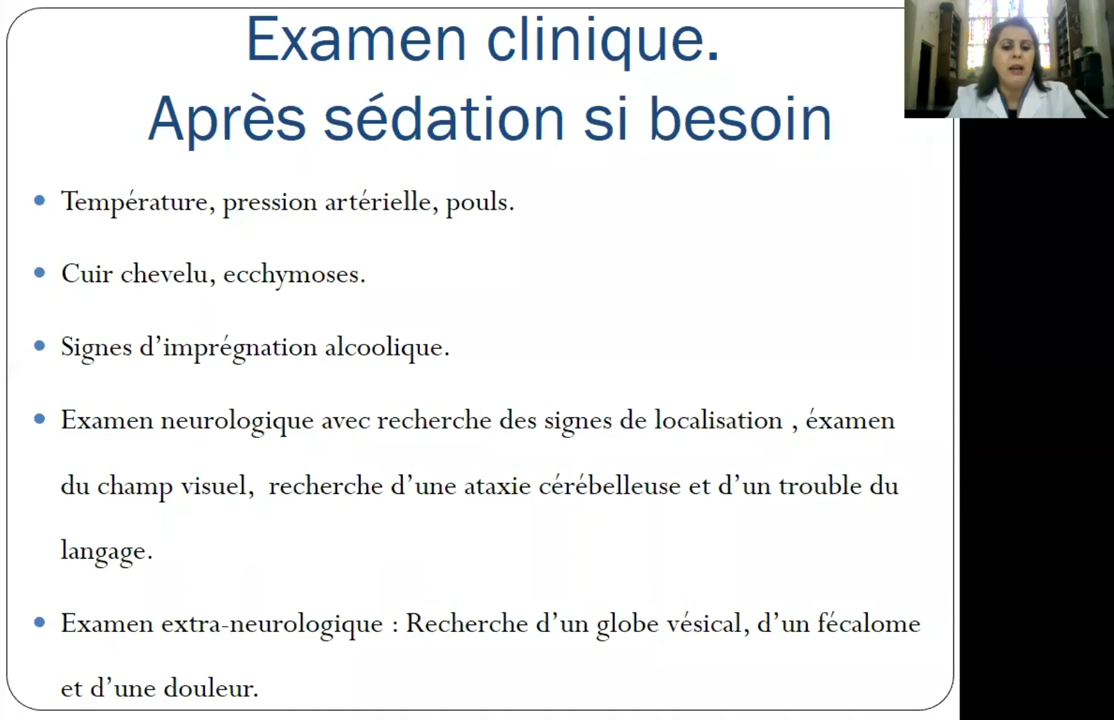 Examen clinique.
Après sédation si besoin
Température, pression artérielle, pouls.
Cuir chevelu, ecchymoses.
Signes d’imprégnation alcoolique.
Examen neurologique avec recherche des signes de localisation , éxamen
du champ visuel, recherche d’une ataxie cérébelleuse et d’un trouble du
langage.
Examen extra-neurologique : Recherche d’un globe vésical, d’un fécalome
et d’une douleur.